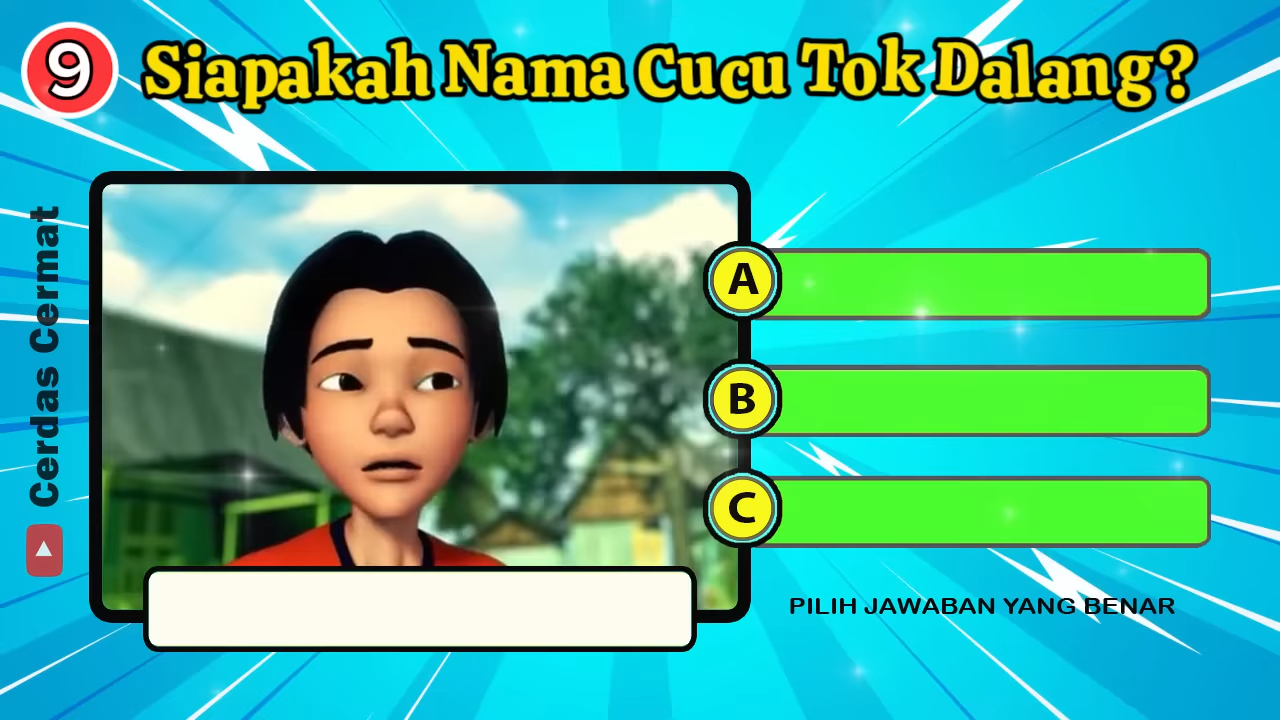 9
Siapakah Nama Cucu Tok Dalang?
Cerdas Cermat
A
B
C
PILIH JAWABAN YANG BENAR